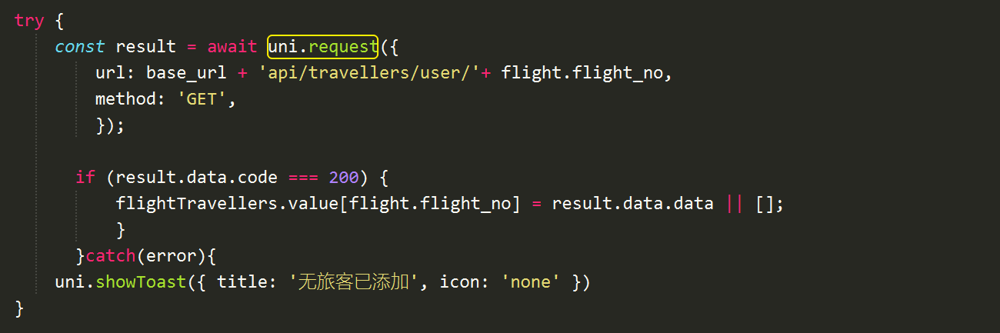 try {
const result = await uni.request({
url: base_url + 'api/travellers/user/'+ flight.flight_no,
method: 'GET',
});
if (result.data.code === 200) {
flightTravellers.value[flight.flight_no] = result.data.data || [];
}
}catch(error){
uni.showToast({ title: '无旅客已添加', icon: 'none' })
}